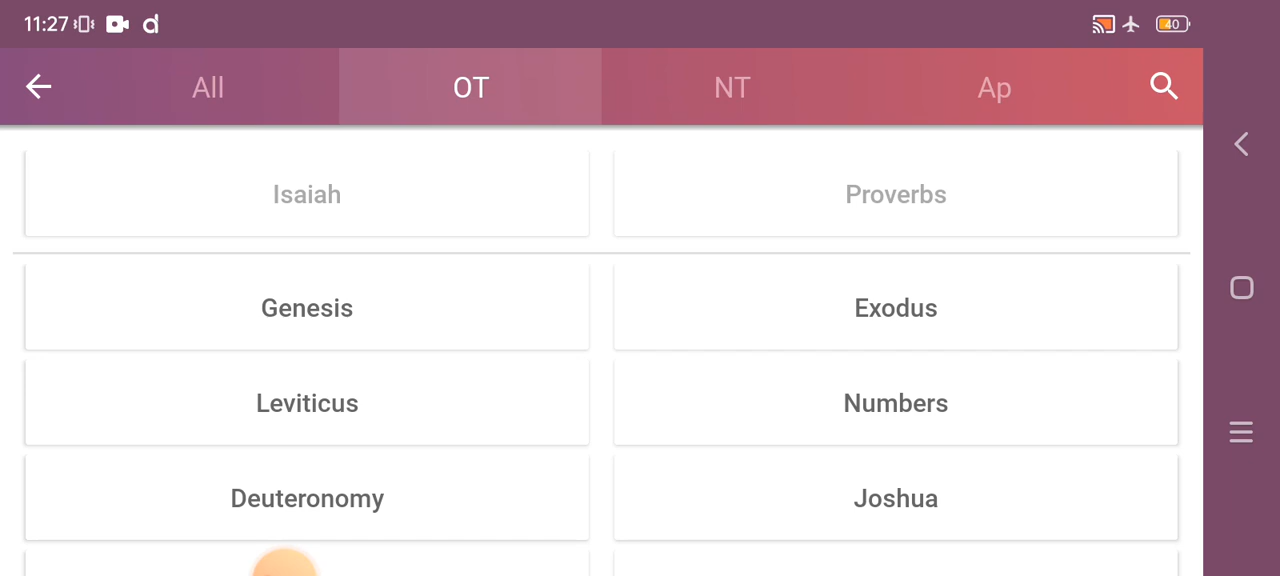 11:27 40
All OT NT Ap
Isaiah Proverbs
Genesis Exodus
Leviticus Numbers
Deuteronomy Joshua